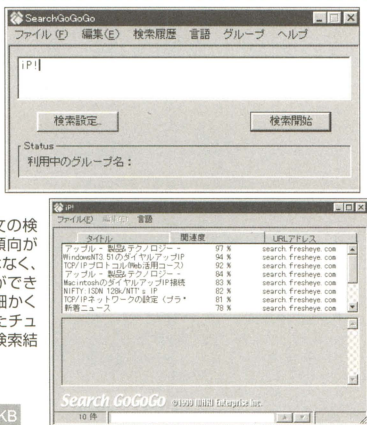 SearchGoGoGo
ファイル(F) 編集(E) 検索履歴 言語 グループ ヘルプ
iP!
検索設定... 検索開始
Status
利用中のグループ名：
iP!
ファイル(F) 編集(E) 言語
タイトル 関連度 URLアドレス
アップル - 製品&テクノロジー - 97 % search.fresheye.com
WindowsNT3.51のダイヤルアップIP 94 % search.fresheye.com
TCP/IPプロトコル(Web活用コース) 92 % search.fresheye.com
アップル - 製品&テクノロジー - 64 % search.fresheye.com
MacintoshのダイヤルアップIP接続 83 % search.fresheye.com
NIFTY ISDN 128k/NTT's IP 82 % search.fresheye.com
TCP/IPネットワークの設定 (プラ 81 % search.fresheye.com
新着ニュース 78 % search.fresheye.com
Search GoGoGo ©1999 Enterprise Inc.
10 件
文の検
傾向が
なく、
ができ
細かく
たチュ
検索結
KB